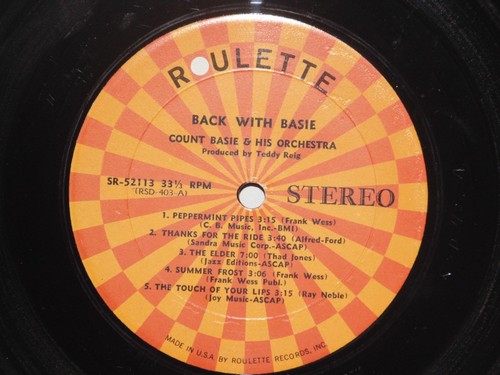 ROULETTE
BACK WITH BASIE
COUNT BASIE & HIS ORCHESTRA
Produced by Teddy Reig
SR-52113 33⅓ RPM
(RSD-403-A)
STEREO
1. PEPPERMINT PIPES 3:15 (Frank Wess)
(C. B. Music, Inc.-BMI)
2. THANKS FOR THE RIDE 3:40 (Alfred-Ford)
(Sandra Music Corp.-ASCAP)
3. THE ELDER 7:00 (Thad Jones)
(Jazz Editions-ASCAP)
4. SUMMER FROST 3:06 (Frank Wess)
(Frank Wess Publ.)
5. THE TOUCH OF YOUR LIPS 3:15 (Ray Noble)
(Joy Music-ASCAP)
MADE IN U.S.A. BY ROULETTE RECORDS, INC.